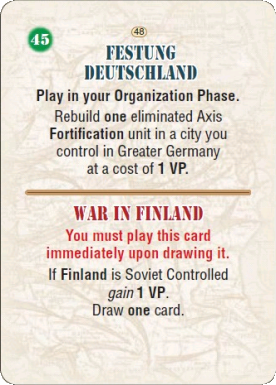 48
45
FESTUNG
DEUTSCHLAND
Play in your Organization Phase.
Rebuild one eliminated Axis
Fortification unit in a city you
control in Greater Germany
at a cost of 1 VP.
WAR IN FINLAND
You must play this card
immediately upon drawing it.
If Finland is Soviet Controlled
gain 1 VP.
Draw one card.